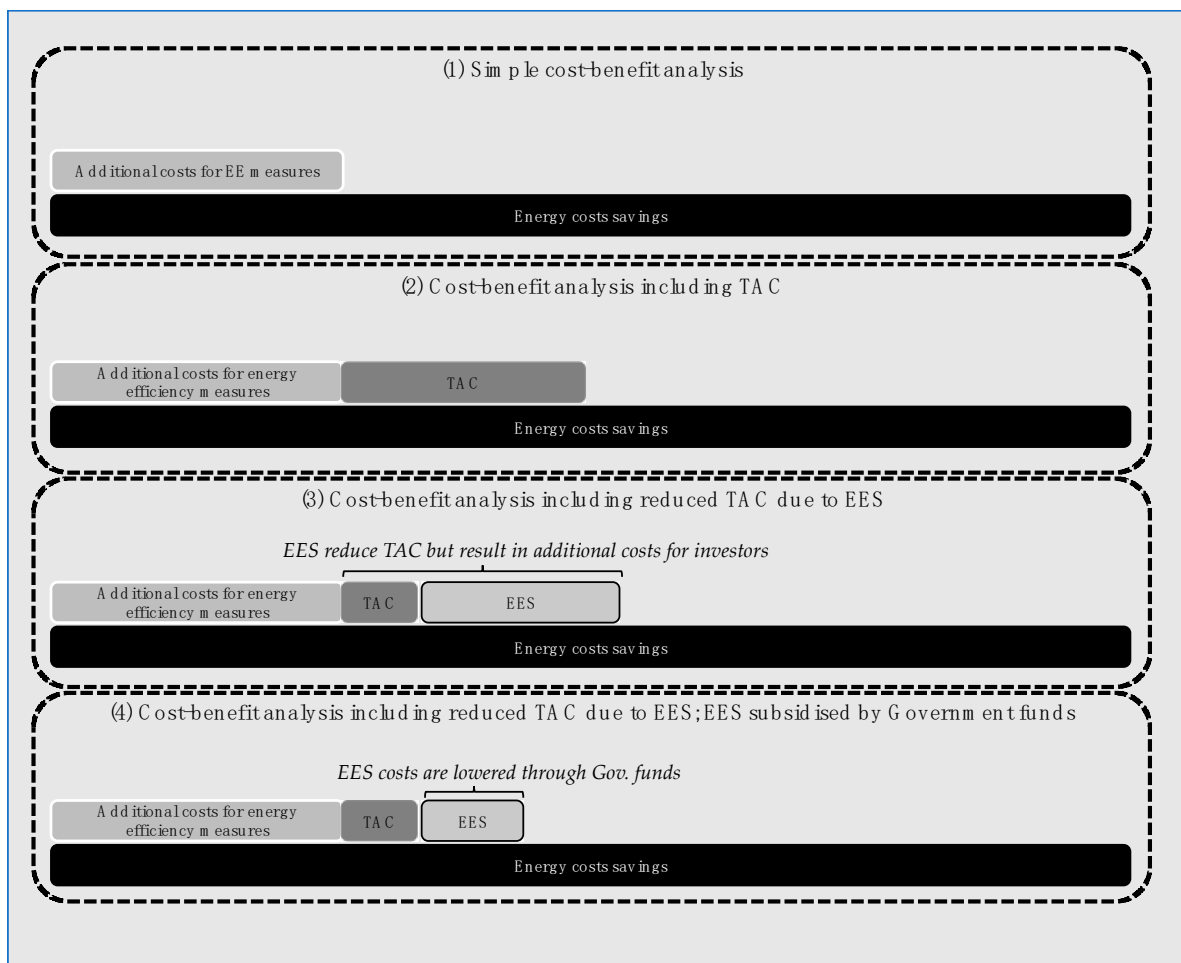 (1) Simple cost-benefit analysis
Additional costs for EE measures
Energy costs savings
(2) Cost-benefit analysis including TAC
Additional costs for energy
efficiency measures
TAC
Energy costs savings
(3) Cost-benefit analysis including reduced TAC due to EES
EES reduce TAC but result in additional costs for investors
Additional costs for energy
efficiency measures
TAC
EES
Energy costs savings
(4) Cost-benefit analysis including reduced TAC due to EES; EES subsidised by Government funds
EES costs are lowered through Gov. funds
Additional costs for energy
efficiency measures
TAC
EES
Energy costs savings